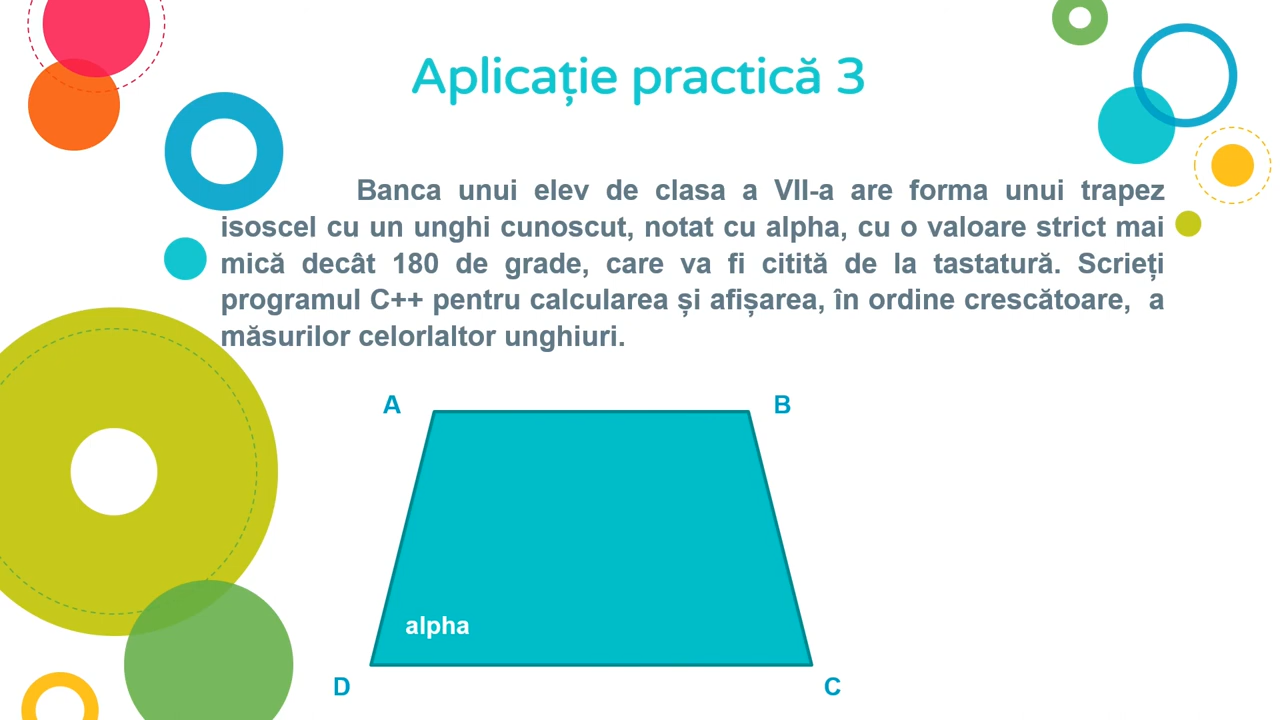 Aplicație practică 3
Banca unui elev de clasa a VII-a are forma unui trapez
isoscel cu un unghi cunoscut, notat cu alpha, cu o valoare strict mai
mică decât 180 de grade, care va fi citită de la tastatură. Scrieți
programul C++ pentru calcularea și afișarea, în ordine crescătoare, a
măsurilor celorlaltor unghiuri.
A
B
alpha
D
C